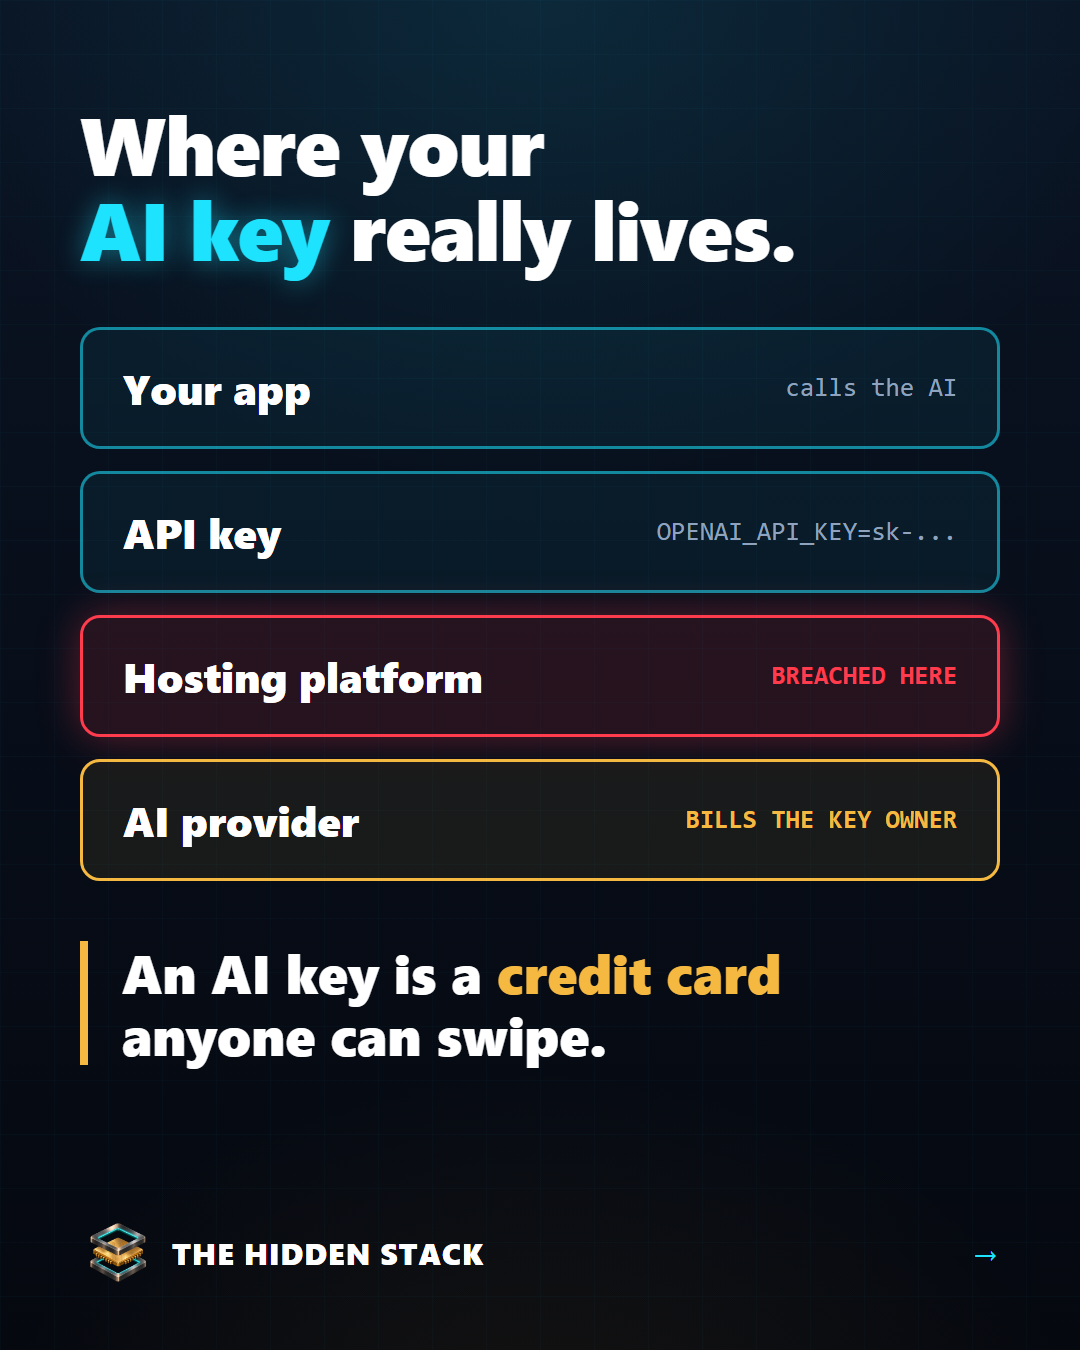 Where your
AI key really lives.
Your app
calls the AI
API key
OPENAI_API_KEY=sk-...
Hosting platform
BREACHED HERE
AI provider
BILLS THE KEY OWNER
An AI key is a credit card
anyone can swipe.
THE HIDDEN STACK
→